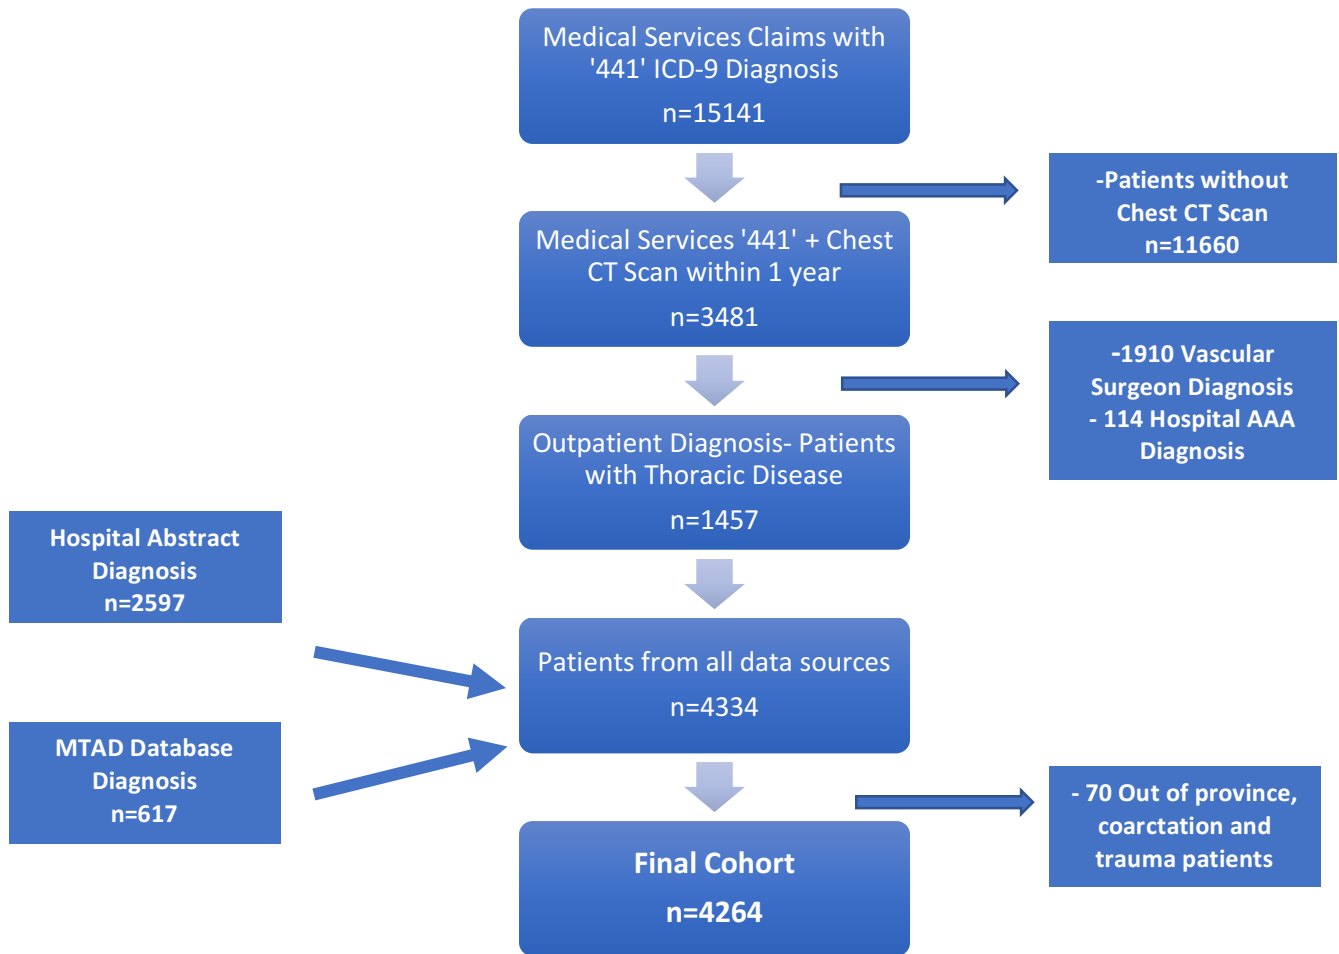 Medical Services Claims with
'441' ICD-9 Diagnosis
n=15141
-Patients without
Chest CT Scan
n=11660
Medical Services '441' + Chest
CT Scan within 1 year
n=3481
-1910 Vascular
Surgeon Diagnosis
- 114 Hospital AAA
Diagnosis
Outpatient Diagnosis- Patients
with Thoracic Disease
n=1457
Hospital Abstract
Diagnosis
n=2597
Patients from all data sources
n=4334
MTAD Database
Diagnosis
n=617
- 70 Out of province,
coarctation and
trauma patients
Final Cohort
n=4264